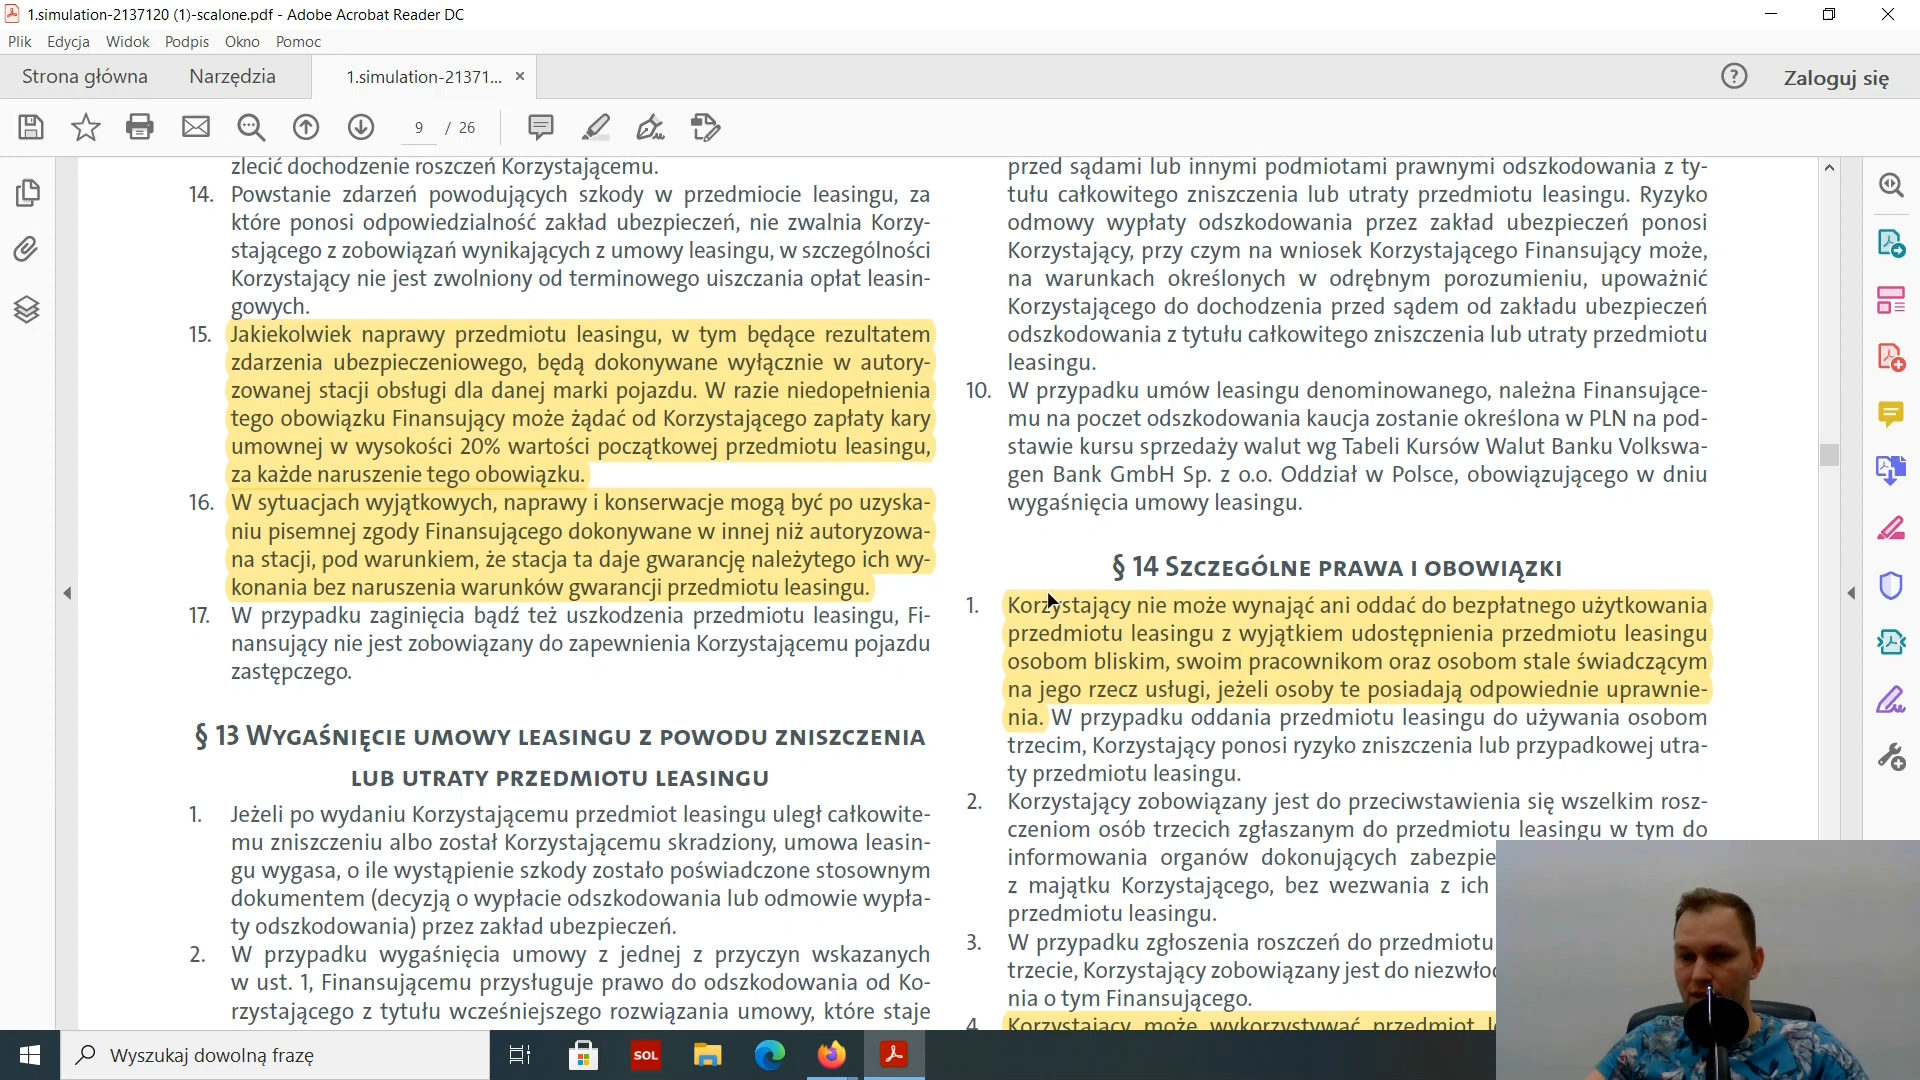 1.simulation-2137120 (1)-scalone.pdf - Adobe Acrobat Reader DC
Plik Edycja Widok Podpis Okno Pomoc
Strona główna Narzędzia 1.simulation-21371... × Zaloguj się
9 / 26
zlecić dochodzenie roszczeń Korzystającemu.
14. Powstanie zdarzeń powodujących szkody w przedmiocie leasingu, za
które ponosi odpowiedzialność zakład ubezpieczeń, nie zwalnia Korzy-
stającego z zobowiązań wynikających z umowy leasingu, w szczególności
Korzystający nie jest zwolniony od terminowego uiszczania opłat leasin-
gowych.
15. Jakiekolwiek naprawy przedmiotu leasingu, w tym będące rezultatem
zdarzenia ubezpieczeniowego, będą dokonywane wyłącznie w autory-
zowanej stacji obsługi dla danej marki pojazdu. W razie niedopełnienia
tego obowiązku Finansujący może żądać od Korzystającego zapłaty kary
umownej w wysokości 20% wartości początkowej przedmiotu leasingu,
za każde naruszenie tego obowiązku.
16. W sytuacjach wyjątkowych, naprawy i konserwacje mogą być po uzyska-
niu pisemnej zgody Finansującego dokonywane w innej niż autoryzowa-
na stacji, pod warunkiem, że stacja ta daje gwarancję należytego ich wy-
konania bez naruszenia warunków gwarancji przedmiotu leasingu.
17. W przypadku zaginięcia bądź też uszkodzenia przedmiotu leasingu, Fi-
nansujący nie jest zobowiązany do zapewnienia Korzystającemu pojazdu
zastępczego.
§ 13 Wygaśnięcie umowy leasingu z powodu zniszczenia
lub utraty przedmiotu leasingu
1. Jeżeli po wydaniu Korzystającemu przedmiot leasingu uległ całkowite-
mu zniszczeniu albo został Korzystającemu skradziony, umowa leasin-
gu wygasa, o ile wystąpienie szkody zostało poświadczone stosownym
dokumentem (decyzją o wypłacie odszkodowania lub odmowie wypła-
ty odszkodowania) przez zakład ubezpieczeń.
2. W przypadku wygaśnięcia umowy z jednej z przyczyn wskazanych
w ust. 1, Finansującemu przysługuje prawo do odszkodowania od Ko-
rzystającego z tytułu wcześniejszego rozwiązania umowy, które staje
przed sądami lub innymi podmiotami prawnymi odszkodowania z ty-
tułu całkowitego zniszczenia lub utraty przedmiotu leasingu. Ryzyko
odmowy wypłaty odszkodowania przez zakład ubezpieczeń ponosi
Korzystający, przy czym na wniosek Korzystającego Finansujący może,
na warunkach określonych w odrębnym porozumieniu, upoważnić
Korzystającego do dochodzenia przed sądem od zakładu ubezpieczeń
odszkodowania z tytułu całkowitego zniszczenia lub utraty przedmiotu
leasingu.
10. W przypadku umów leasingu denominowanego, należna Finansujące-
mu na poczet odszkodowania kaucja zostanie określona w PLN na pod-
stawie kursu sprzedaży walut wg Tabeli Kursów Walut Banku Volkswa-
gen Bank GmbH Sp. z o.o. Oddział w Polsce, obowiązującego w dniu
wygaśnięcia umowy leasingu.
§ 14 Szczególne prawa i obowiązki
1. Korzystający nie może wynająć ani oddać do bezpłatnego użytkowania
przedmiotu leasingu z wyjątkiem udostępnienia przedmiotu leasingu
osobom bliskim, swoim pracownikom oraz osobom stale świadczącym
na jego rzecz usługi, jeżeli osoby te posiadają odpowiednie uprawnie-
nia. W przypadku oddania przedmiotu leasingu do używania osobom
trzecim, Korzystający ponosi ryzyko zniszczenia lub przypadkowej utra-
ty przedmiotu leasingu.
2. Korzystający zobowiązany jest do przeciwstawienia się wszelkim rosz-
czeniom osób trzecich zgłaszanym do przedmiotu leasingu w tym do
informowania organów dokonujących zabezpie
z majątku Korzystającego, bez wezwania z ich
przedmiotu leasingu.
3. W przypadku zgłoszenia roszczeń do przedmiotu
trzecie, Korzystający zobowiązany jest do niezwłoc
nia o tym Finansującego.
4. Korzystający może wykorzystywać przedmiot l
Wyszukaj dowolną frazę
SOL